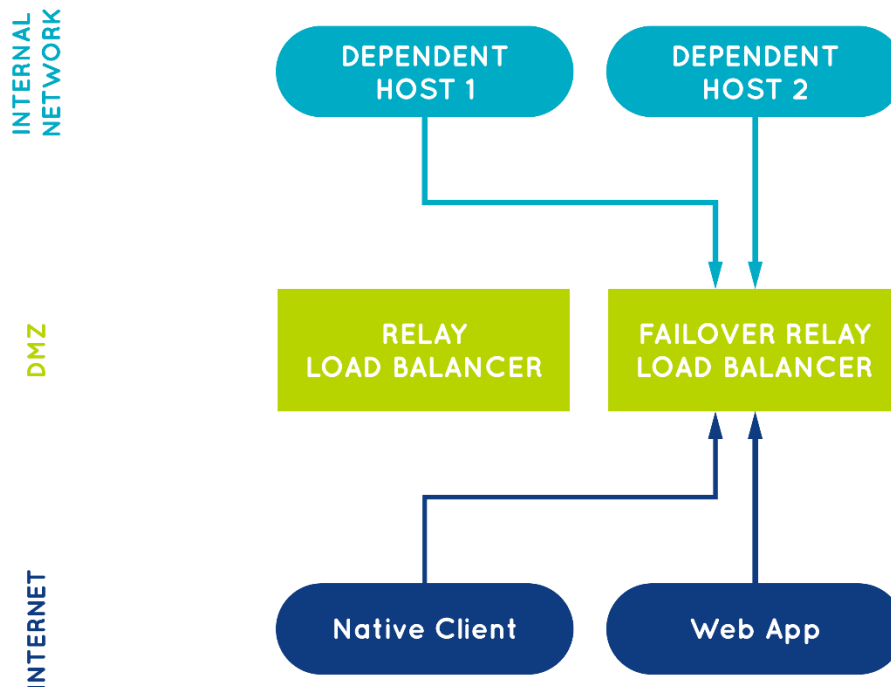 INTERNAL
NETWORK
DEPENDENT
HOST 1
DEPENDENT
HOST 2
DMZ
RELAY
LOAD BALANCER
FAILOVER RELAY
LOAD BALANCER
INTERNET
Native Client
Web App